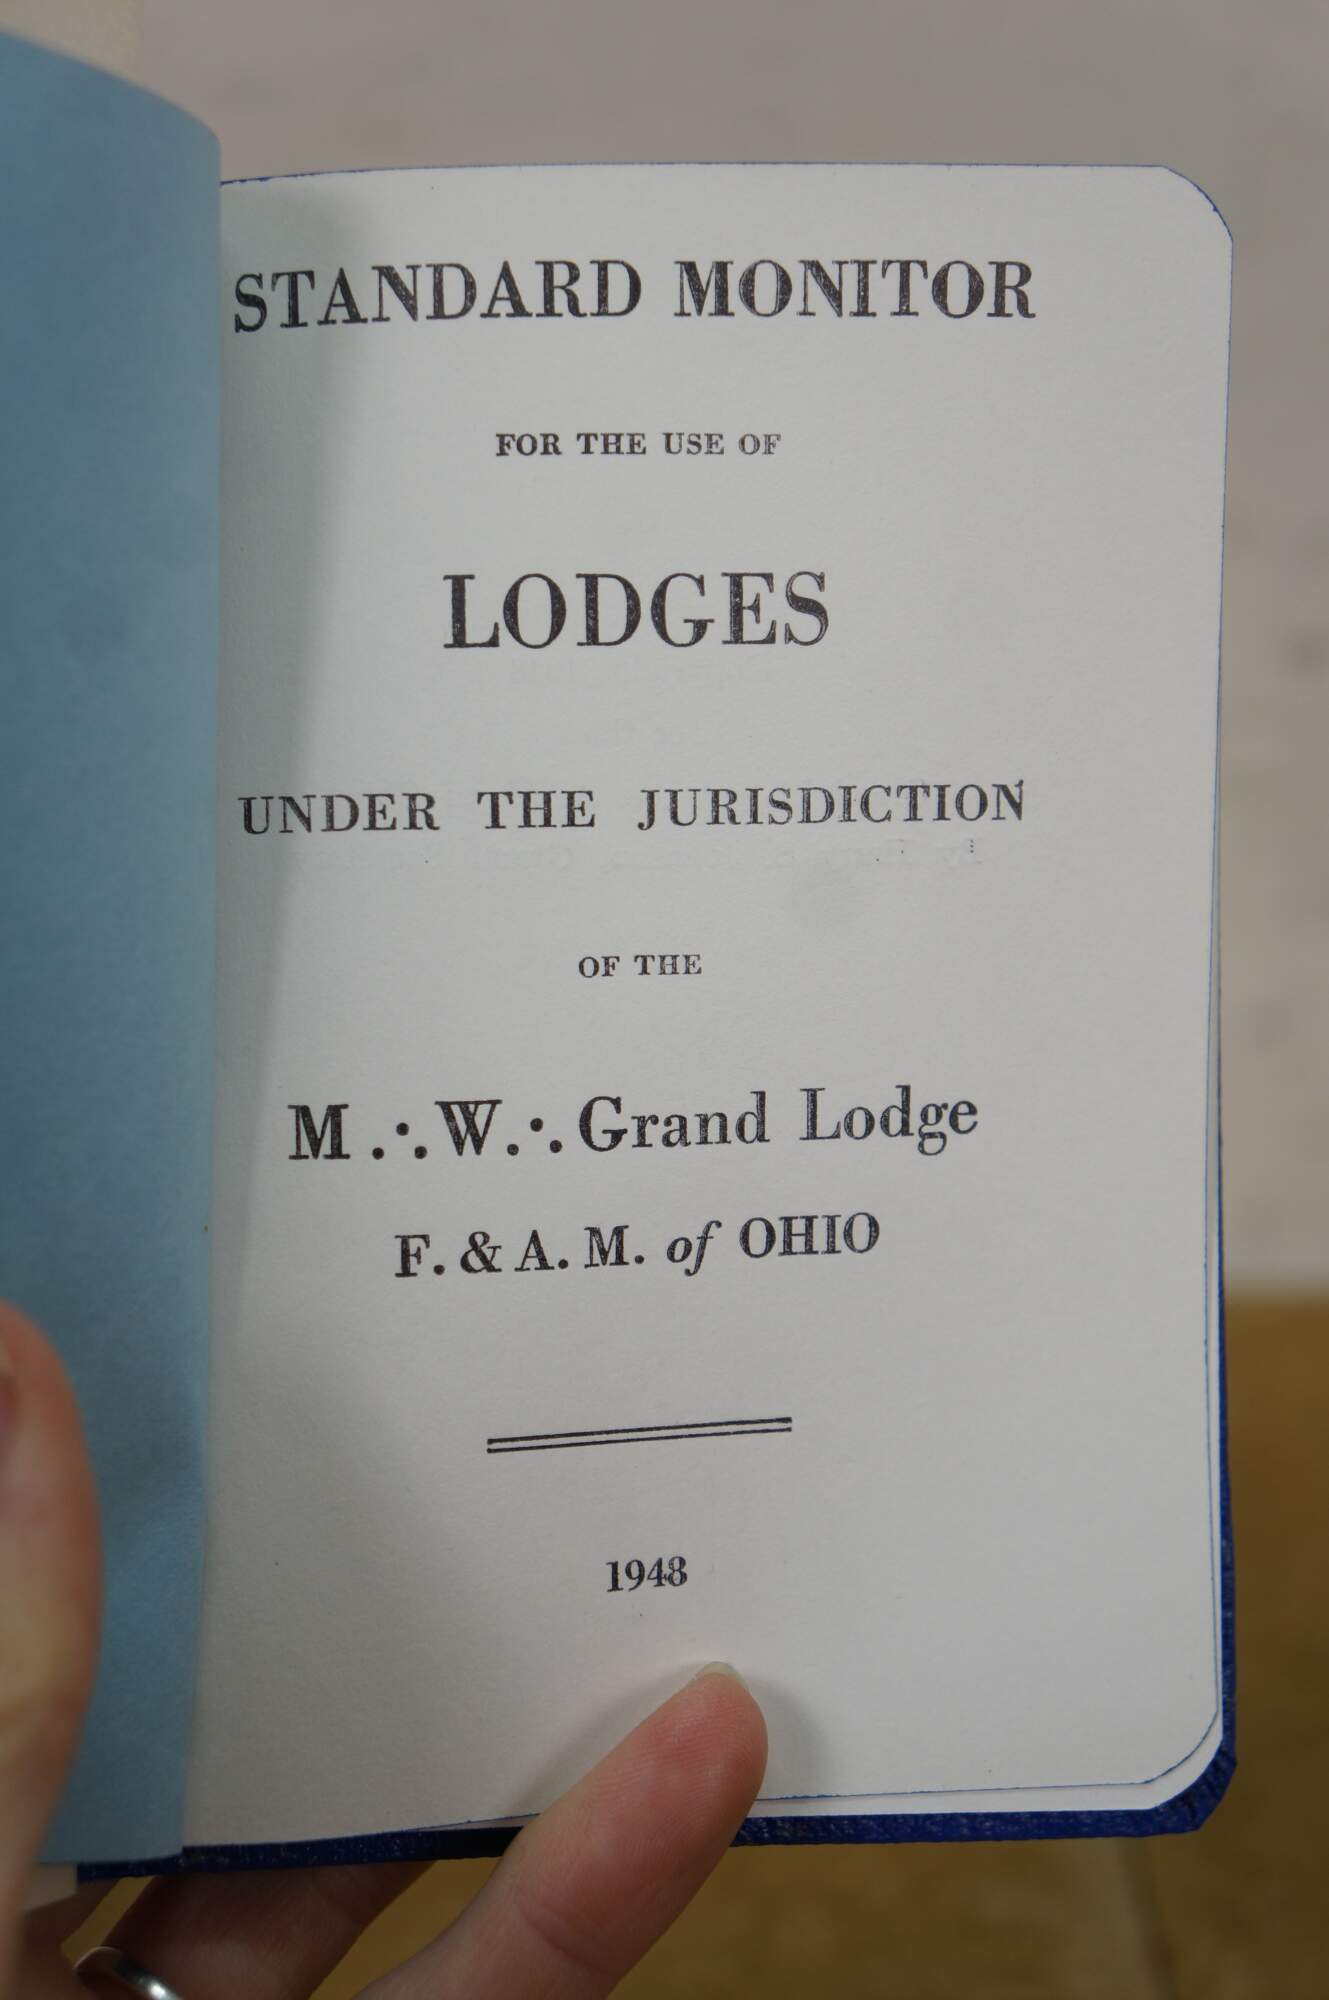 STANDARD MONITOR
FOR THE USE OF
LODGES
UNDER THE JURISDICTION
OF THE
M∴W∴Grand Lodge
F. & A. M. of OHIO
1948